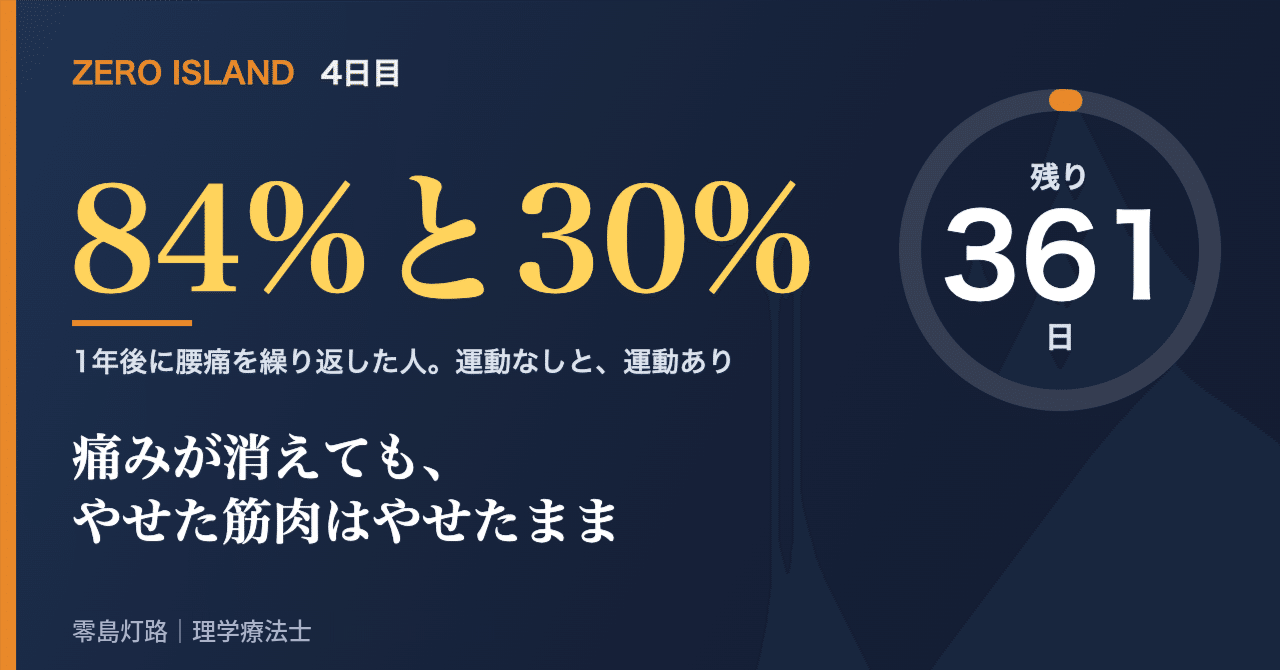 ZERO ISLAND 4日目
84%と30%
1年後に腰痛を繰り返した人。運動なしと、運動あり
痛みが消えても、
やせた筋肉はやせたまま
零島灯路｜理学療法士
残り
361
日